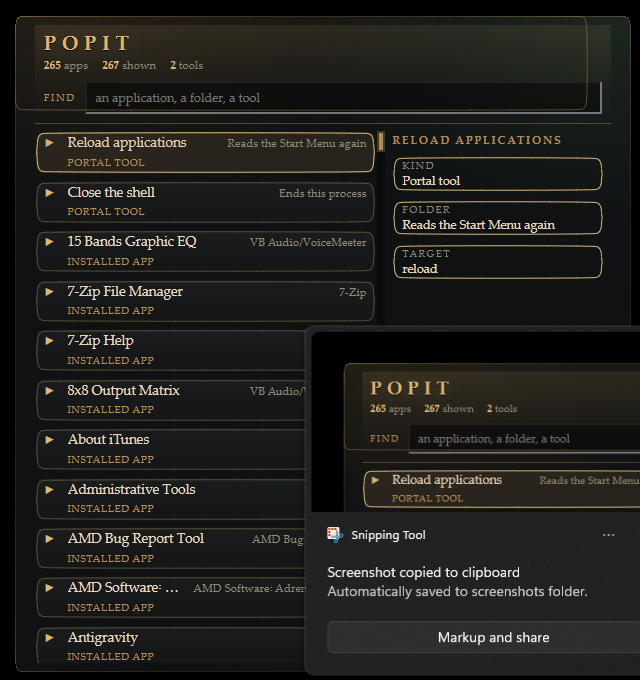 POPIT
265 apps 267 shown 2 tools
FIND an application, a folder, a tool
Reload applications Reads the Start Menu again
PORTAL TOOL
Close the shell Ends this process
PORTAL TOOL
15 Bands Graphic EQ VB Audio/VoiceMeeter
INSTALLED APP
7-Zip File Manager 7-Zip
INSTALLED APP
7-Zip Help
INSTALLED APP
8x8 Output Matrix VB Audio/
INSTALLED APP
About iTunes
INSTALLED APP
Administrative Tools
INSTALLED APP
AMD Bug Report Tool AMD Bug
INSTALLED APP
AMD Software: ... AMD Software: Adren
INSTALLED APP
Antigravity
INSTALLED APP
RELOAD APPLICATIONS
KIND
Portal tool
FOLDER
Reads the Start Menu again
TARGET
reload
POPIT
265 apps 267 shown 2 tools
FIND an application, a folder, a tool
Reload applications Reads the Start Menu
PORTAL TOOL
Snipping Tool ...
Screenshot copied to clipboard
Automatically saved to screenshots folder.
Markup and share